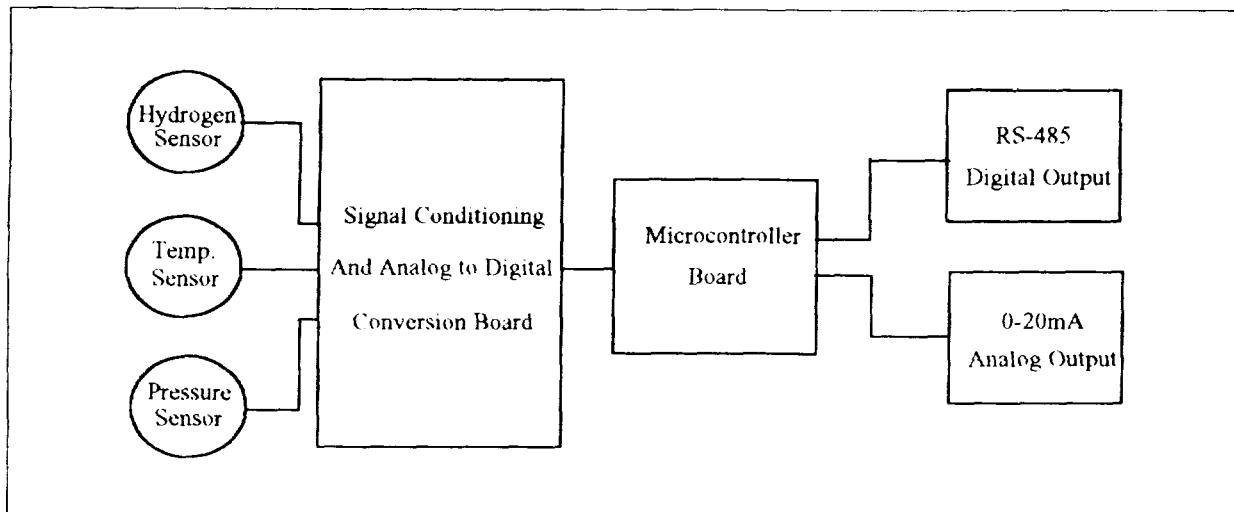 Hydrogen
Sensor
Temp.
Sensor
Pressure
Sensor
Signal Conditioning
And Analog to Digital
Conversion Board
Microcontroller
Board
RS-485
Digital Output
0-20mA
Analog Output